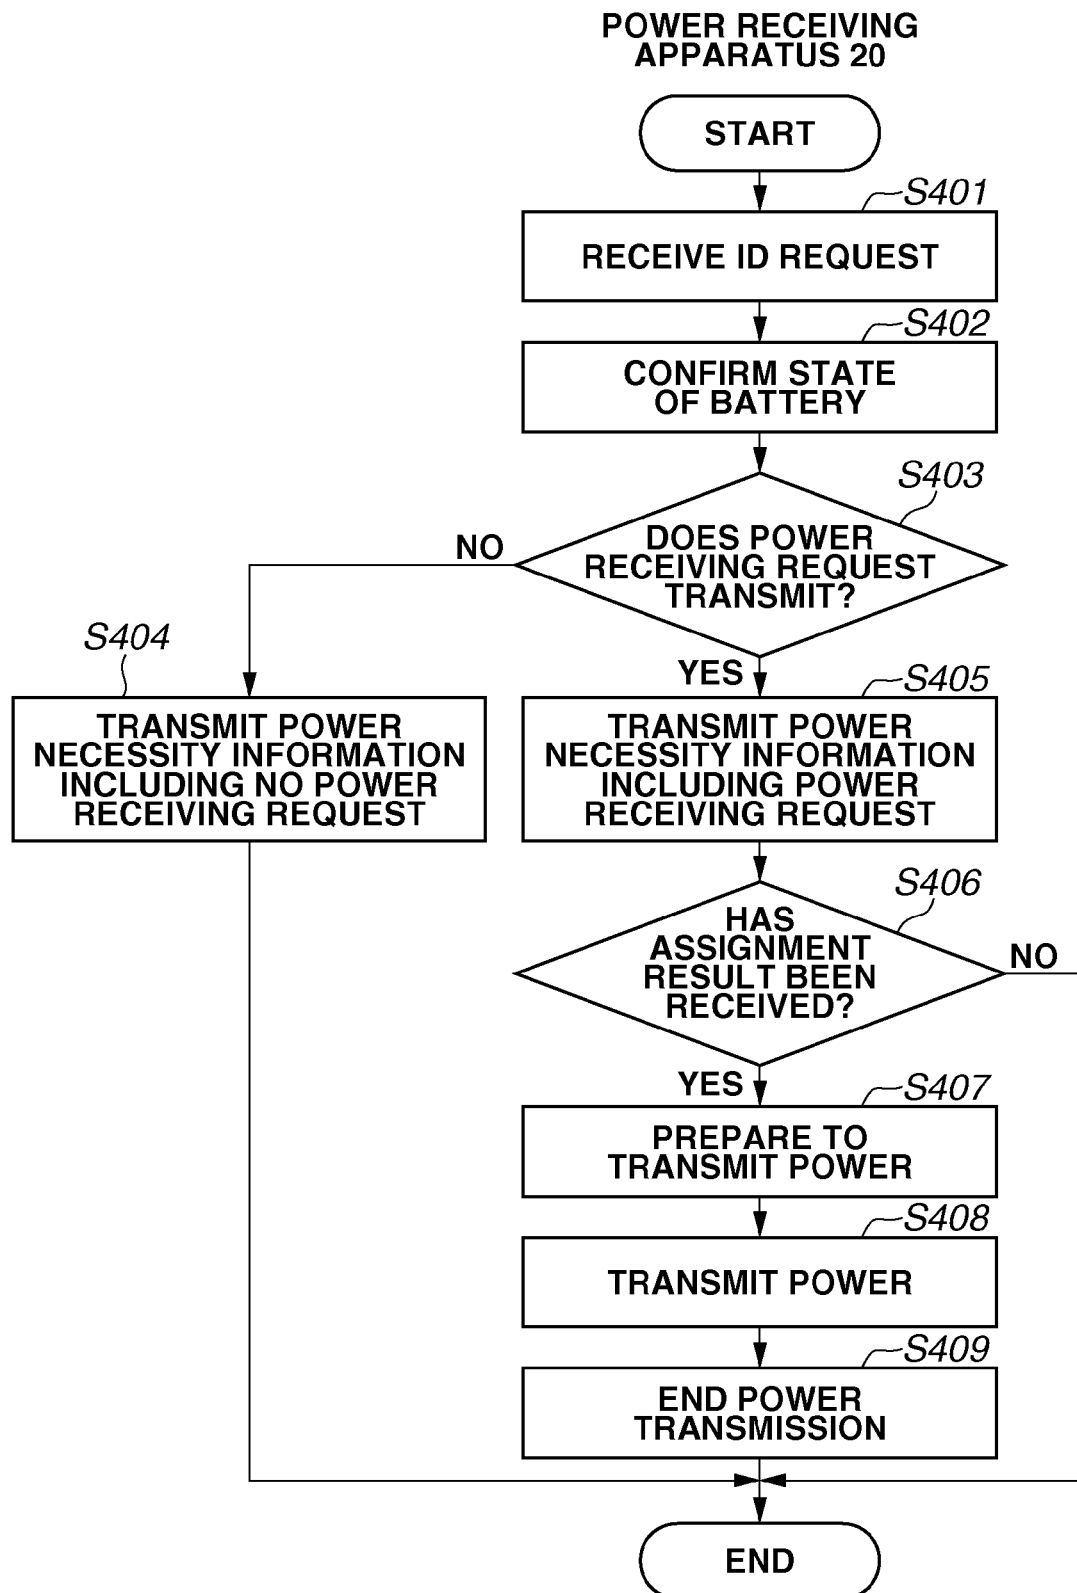 POWER RECEIVING
APPARATUS 20
START
S401
RECEIVE ID REQUEST
S402
CONFIRM STATE
OF BATTERY
S403
DOES POWER
RECEIVING REQUEST
TRANSMIT?
NO
YES
S404
TRANSMIT POWER
NECESSITY INFORMATION
INCLUDING NO POWER
RECEIVING REQUEST
S405
TRANSMIT POWER
NECESSITY INFORMATION
INCLUDING POWER
RECEIVING REQUEST
S406
HAS
ASSIGNMENT
RESULT BEEN
RECEIVED?
NO
YES
S407
PREPARE TO
TRANSMIT POWER
S408
TRANSMIT POWER
S409
END POWER
TRANSMISSION
END